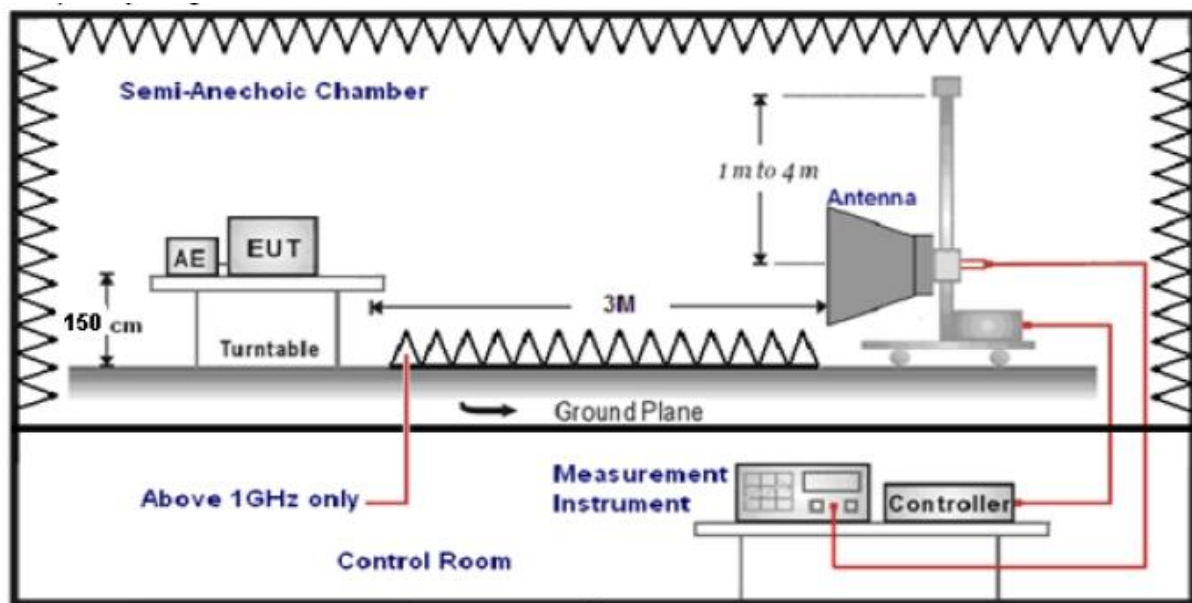 Semi-Anechoic Chamber
1 m to 4 m
Antenna
AE
EUT
150 cm
3M
Turntable
Ground Plane
Above 1GHz only
Measurement
Instrument
Controller
Control Room